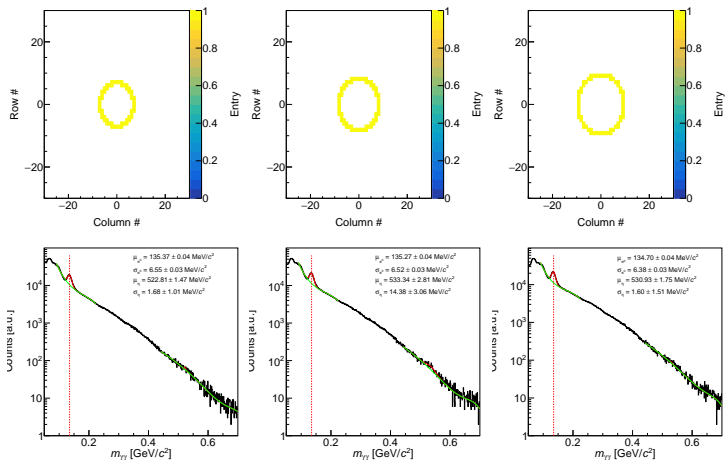 Row #
Column #
Entry
−20 0 20
−20
0
20
0
0.2
0.4
0.6
0.8
1
Row #
Column #
Entry
−20 0 20
−20
0
20
0
0.2
0.4
0.6
0.8
1
Row #
Column #
Entry
−20 0 20
−20
0
20
0
0.2
0.4
0.6
0.8
1
μπ⁰ = 135.37 ± 0.04 MeV/c²
σπ⁰ = 6.55 ± 0.03 MeV/c²
μη = 522.81 ± 1.47 MeV/c²
ση = 1.68 ± 1.01 MeV/c²
Counts [a.u.]
10⁴
10³
10²
10
1
0.2 0.4 0.6
mγγ [GeV/c²]
μπ⁰ = 135.27 ± 0.04 MeV/c²
σπ⁰ = 6.52 ± 0.03 MeV/c²
μη = 533.34 ± 2.81 MeV/c²
ση = 14.38 ± 3.06 MeV/c²
Counts [a.u.]
10⁴
10³
10²
10
1
0.2 0.4 0.6
mγγ [GeV/c²]
μπ⁰ = 134.70 ± 0.04 MeV/c²
σπ⁰ = 6.38 ± 0.03 MeV/c²
μη = 530.93 ± 1.75 MeV/c²
ση = 1.60 ± 1.51 MeV/c²
Counts [a.u.]
10⁴
10³
10²
10
1
0.2 0.4 0.6
mγγ [GeV/c²]